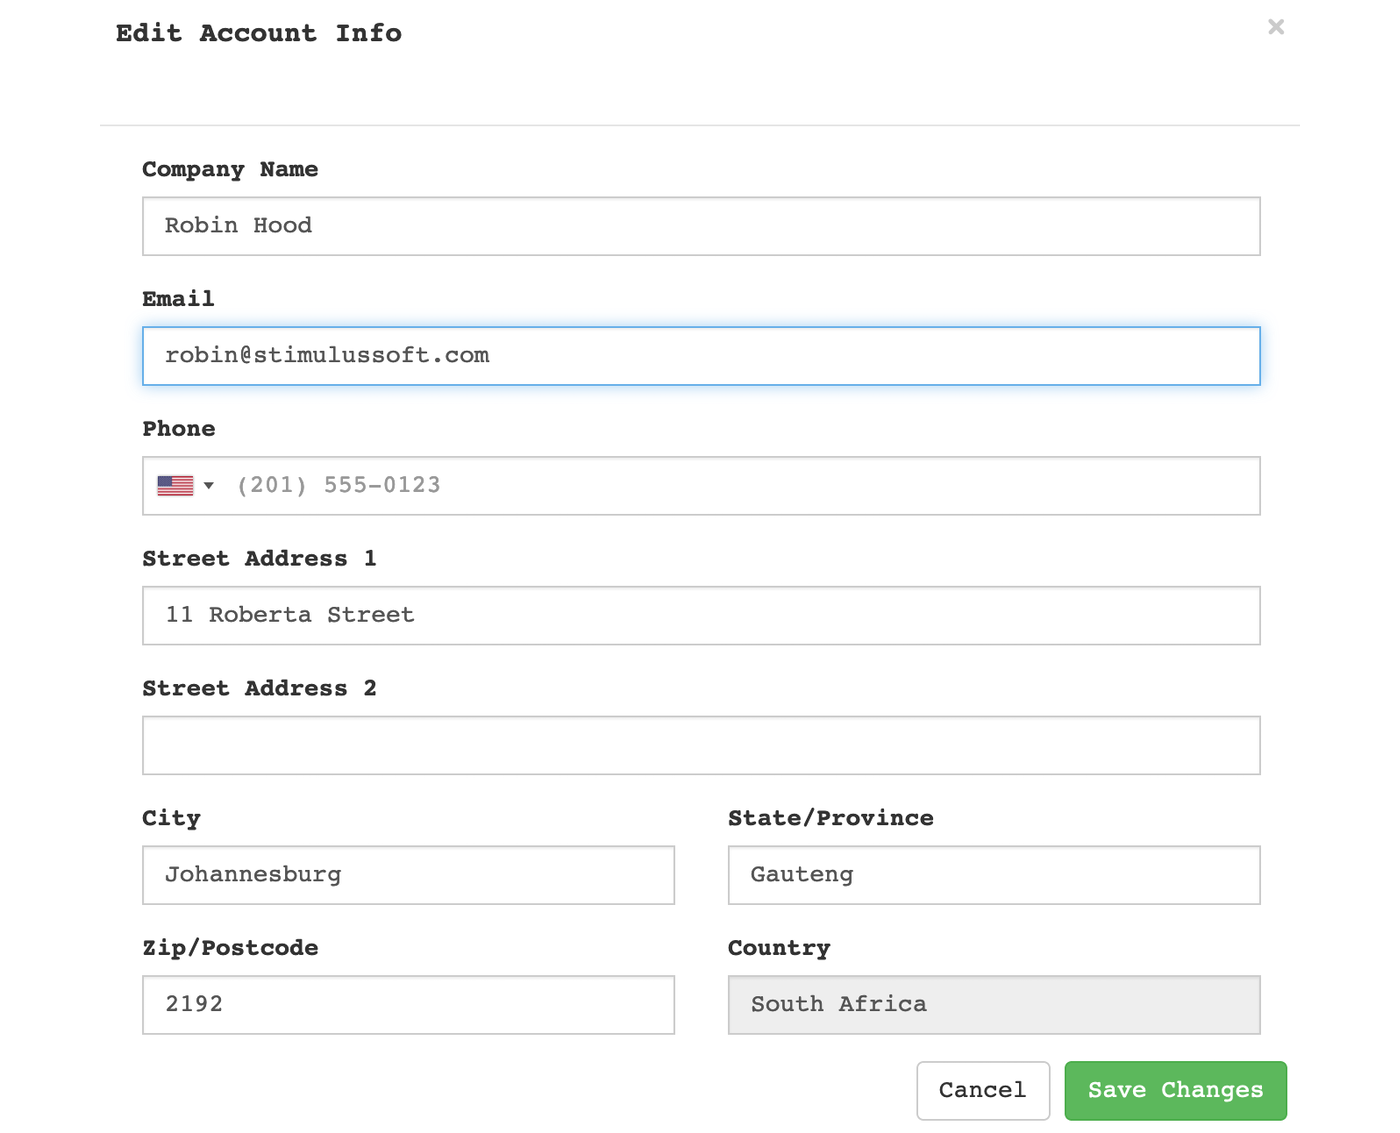 Edit Account Info
×
Company Name
Robin Hood
Email
robin@stimulussoft.com
Phone
(201) 555-0123
Street Address 1
11 Roberta Street
Street Address 2
City
State/Province
Johannesburg
Gauteng
Zip/Postcode
Country
2192
South Africa
Cancel
Save Changes